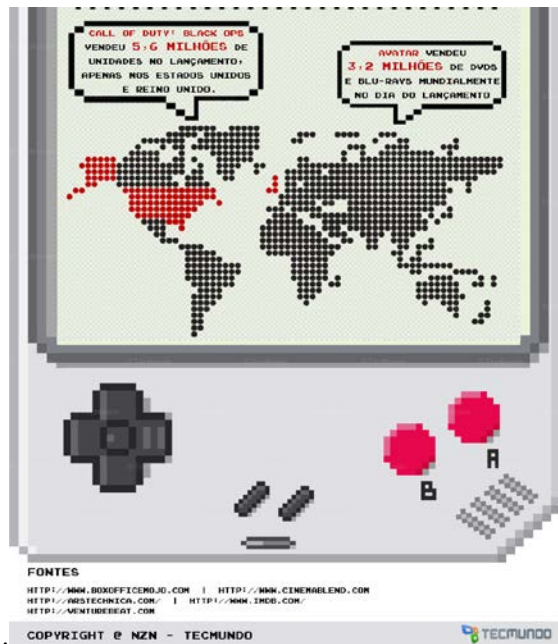 CALL OF DUTY: BLACK OPS
VENDEU 5,6 MILHÕES DE
UNIDADES NO LANÇAMENTO,
APENAS NOS ESTADOS UNIDOS
E REINO UNIDO.
AVATAR VENDEU
3,2 MILHÕES DE DVDS
E BLU-RAYS MUNDIALMENTE
NO DIA DO LANÇAMENTO
A
B
FONTES
HTTP://WWW.BOXOFFICEMOJO.COM | HTTP://WWW.CINEMABLEND.COM
HTTP://ARSTECHNICA.COM/ | HTTP://WWW.IMDB.COM/
HTTP://VENTUREBEAT.COM
COPYRIGHT @ NZN - TECMUNDO
TECMUNDO